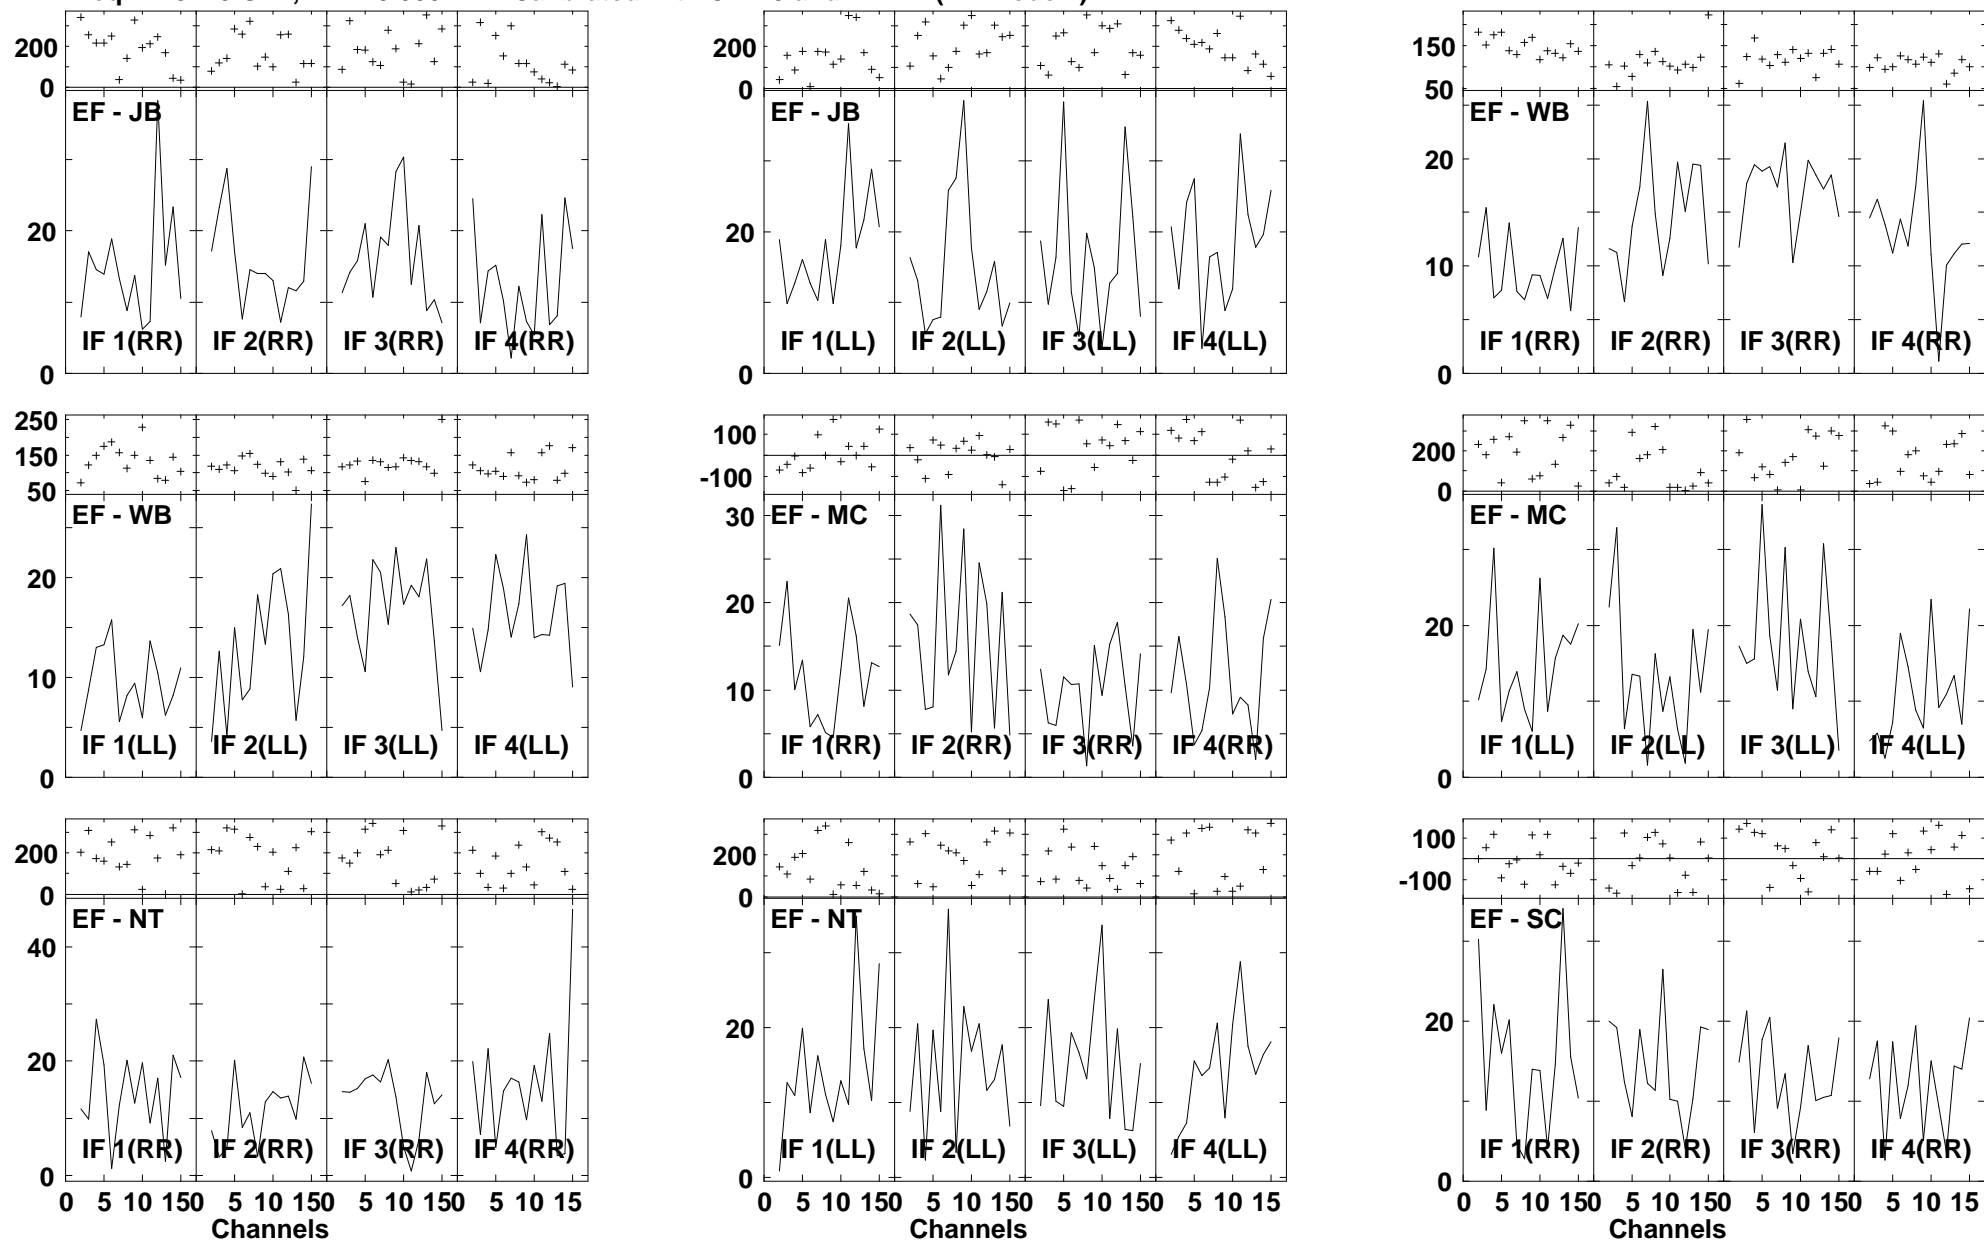 200
0
EF - JB
20
0
IF 1(RR) IF 2(RR) IF 3(RR) IF 4(RR)
200
0
EF - JB
20
0
IF 1(LL) IF 2(LL) IF 3(LL) IF 4(LL)
150
50
EF - WB
20
10
0
IF 1(RR) IF 2(RR) IF 3(RR) IF 4(RR)
250
150
50
EF - WB
20
10
0
IF 1(LL) IF 2(LL) IF 3(LL) IF 4(LL)
100
-100
EF - MC
30
20
10
0
IF 1(RR) IF 2(RR) IF 3(RR) IF 4(RR)
200
0
EF - MC
20
0
IF 1(LL) IF 2(LL) IF 3(LL) IF 4(LL)
200
0
EF - NT
40
20
0
IF 1(RR) IF 2(RR) IF 3(RR) IF 4(RR)
0 5 10 150 5 10 150 5 10 150 5 10 15
Channels
200
0
EF - NT
20
0
IF 1(LL) IF 2(LL) IF 3(LL) IF 4(LL)
0 5 10 150 5 10 150 5 10 150 5 10 15
Channels
100
-100
EF - SC
20
0
IF 1(RR) IF 2(RR) IF 3(RR) IF 4(RR)
0 5 10 150 5 10 150 5 10 150 5 10 15
Channels